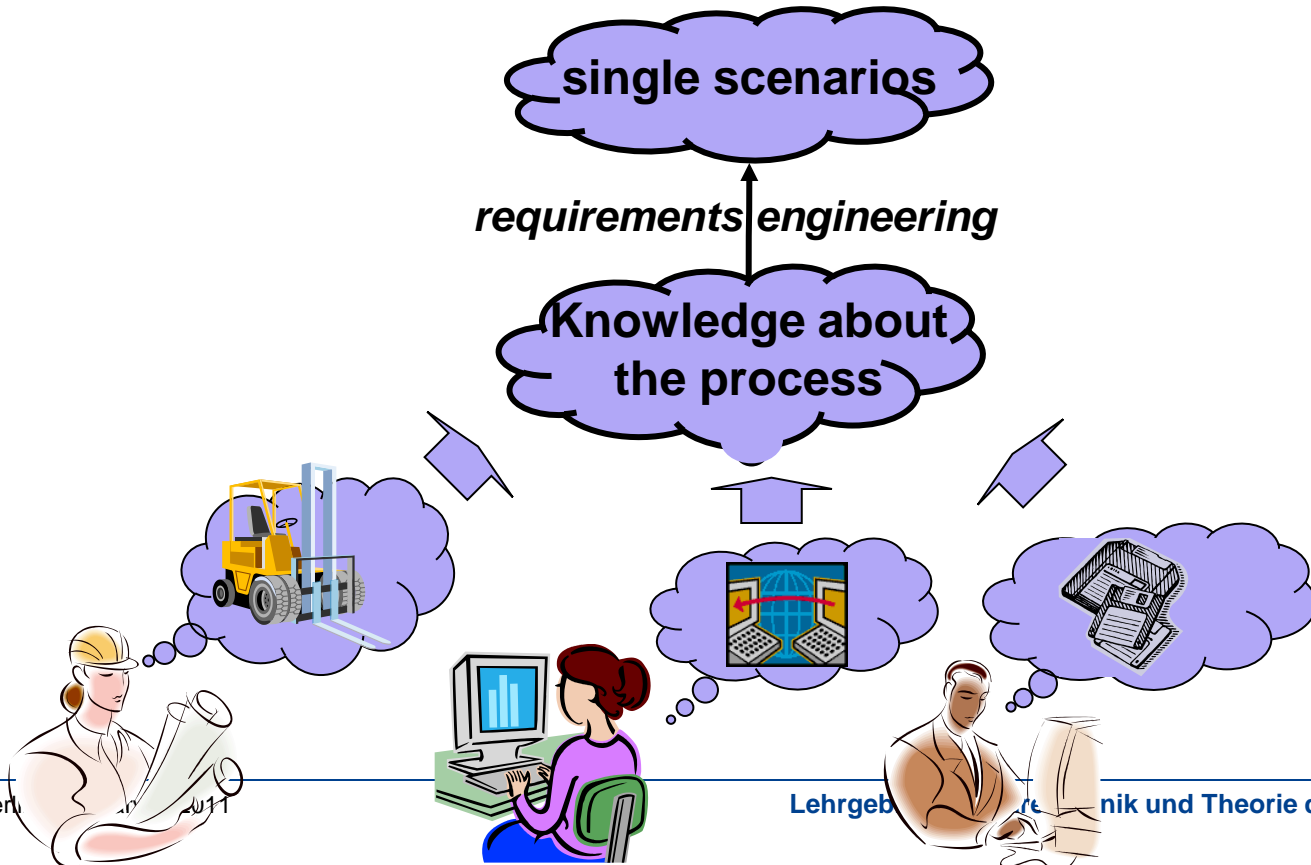 single scenarios
requirements engineering
Knowledge about
the process
Lehrgeb nik und Theorie